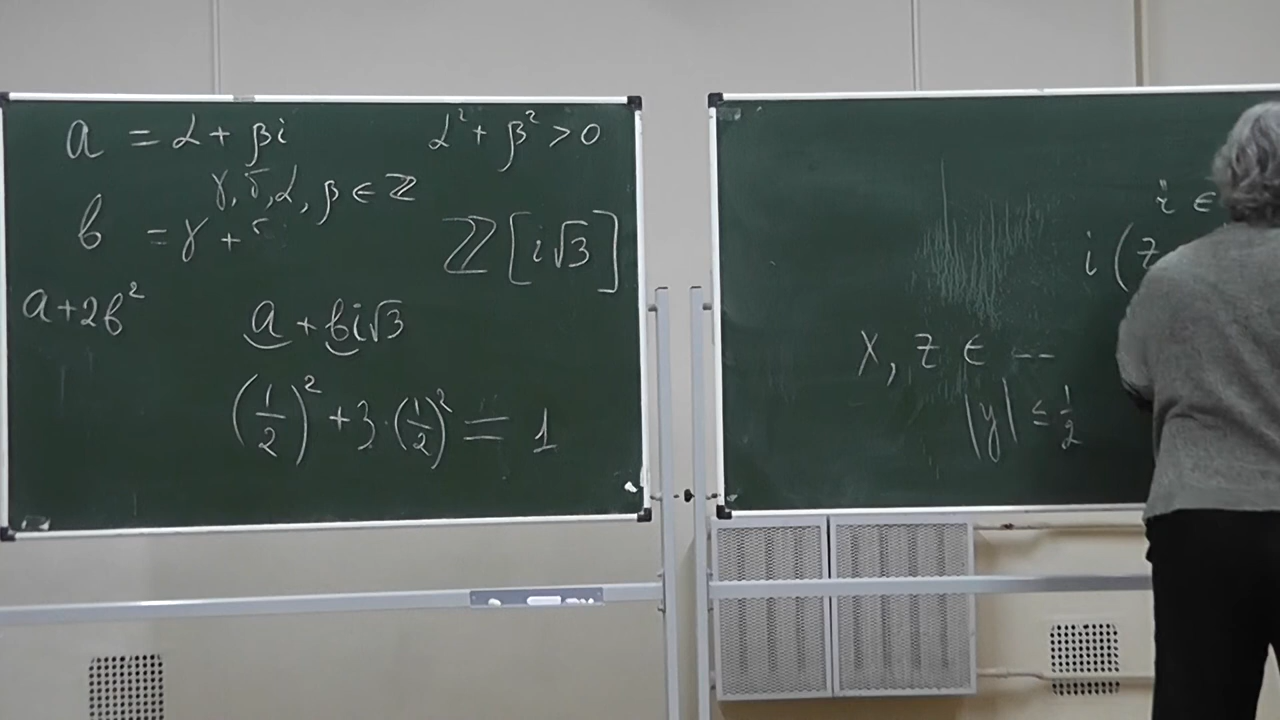 a = α + βi    α² + β² > 0
γ, δ, α, β ∈ ℤ
b = γ +    ℤ[i√3]
a + 2b²
a + bi√3
(1/2)² + 3·(1/2)² = 1
i ∈
i(z
x, z ∈ --
|y| ≤ 1/2